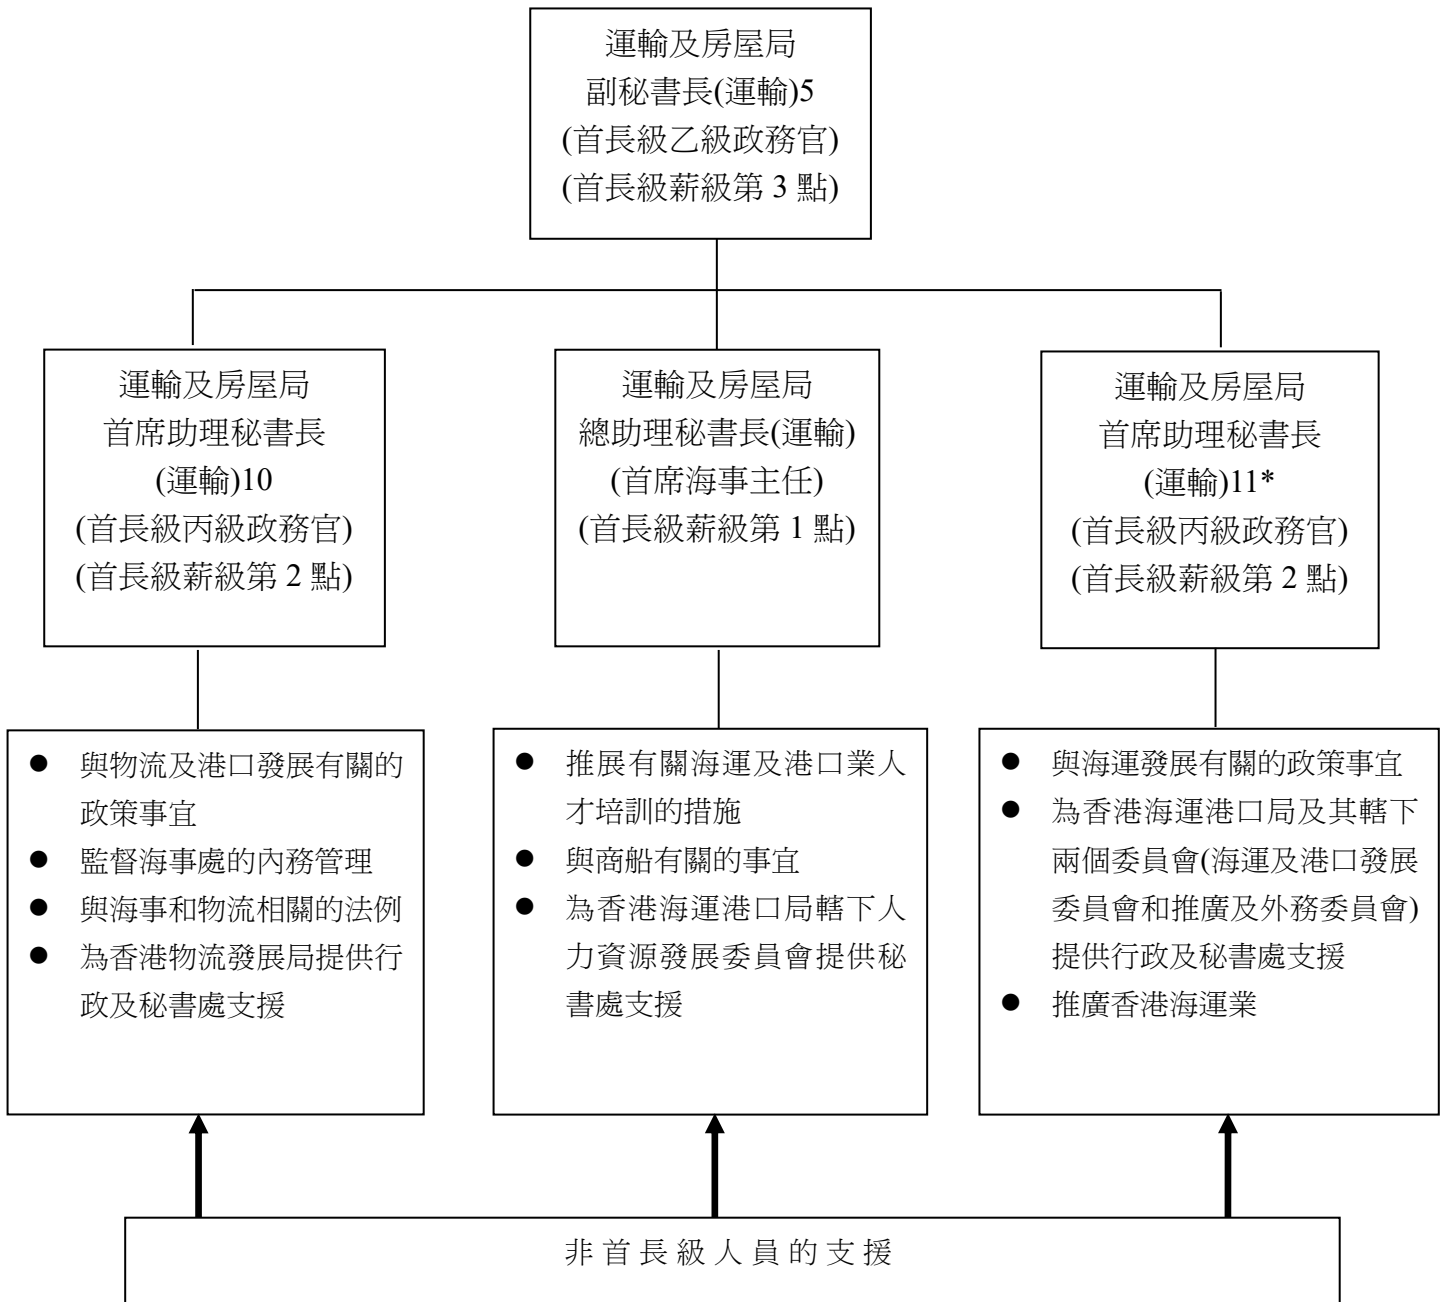 運輸及房屋局
副秘書長(運輸)5
(首長級乙級政務官)
(首長級薪級第 3 點)
運輸及房屋局
首席助理秘書長
(運輸)10
(首長級丙級政務官)
(首長級薪級第 2 點)
運輸及房屋局
總助理秘書長(運輸)
(首席海事主任)
(首長級薪級第 1 點)
運輸及房屋局
首席助理秘書長
(運輸)11*
(首長級丙級政務官)
(首長級薪級第 2 點)
● 與物流及港口發展有關的
政策事宜
● 監督海事處的內務管理
● 與海事和物流相關的法例
● 為香港物流發展局提供行
政及秘書處支援
● 推展有關海運及港口業人
才培訓的措施
● 與商船有關的事宜
● 為香港海運港口局轄下人
力資源發展委員會提供秘
書處支援
● 與海運發展有關的政策事宜
● 為香港海運港口局及其轄下
兩個委員會(海運及港口發展
委員會和推廣及外務委員會)
提供行政及秘書處支援
● 推廣香港海運業
非首長級人員的支援